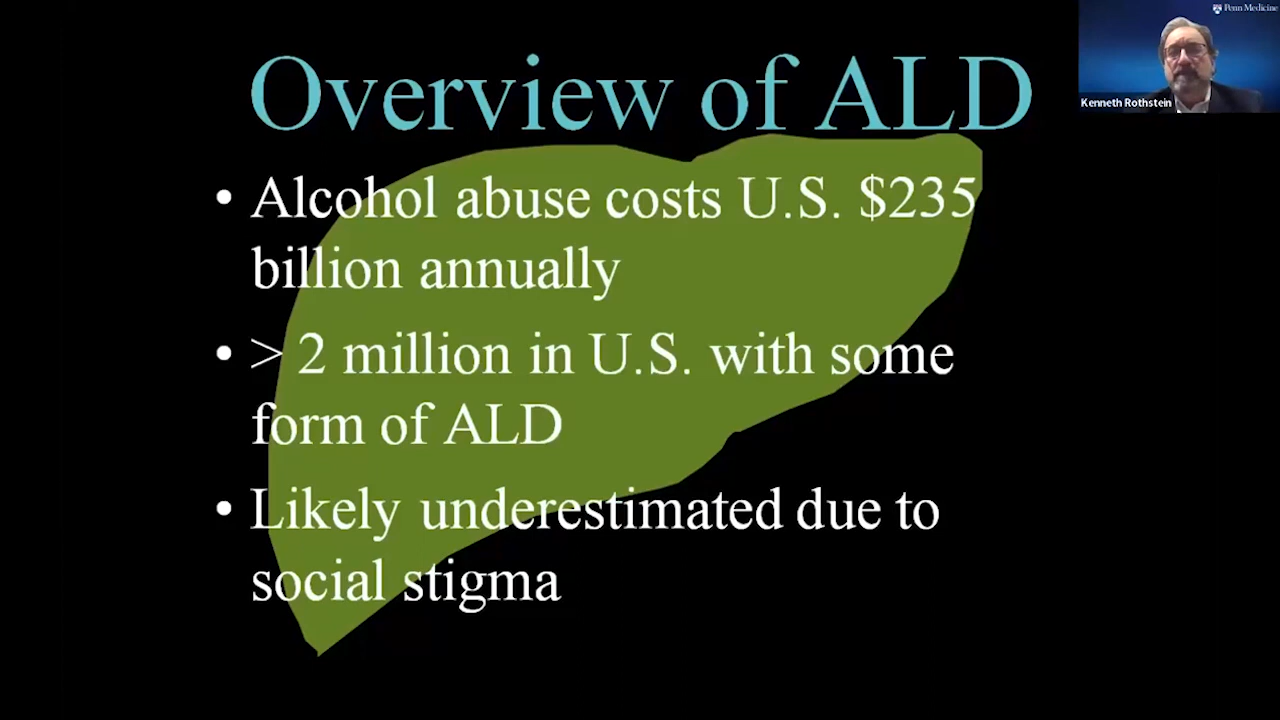 Penn Medicine
Kenneth Rothstein
Overview of ALD
• Alcohol abuse costs U.S. $235
billion annually
• > 2 million in U.S. with some
form of ALD
• Likely underestimated due to
social stigma